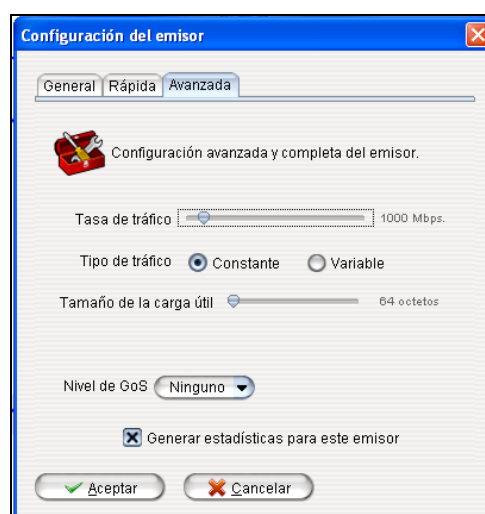 Configuración del emisor
General Rápida Avanzada
Configuración avanzada y completa del emisor.
Tasa de tráfico 1000 Mbps.
Tipo de tráfico Constante Variable
Tamaño de la carga útil 64 octetos
Nivel de GoS Ninguno
Generar estadísticas para este emisor
Aceptar Cancelar